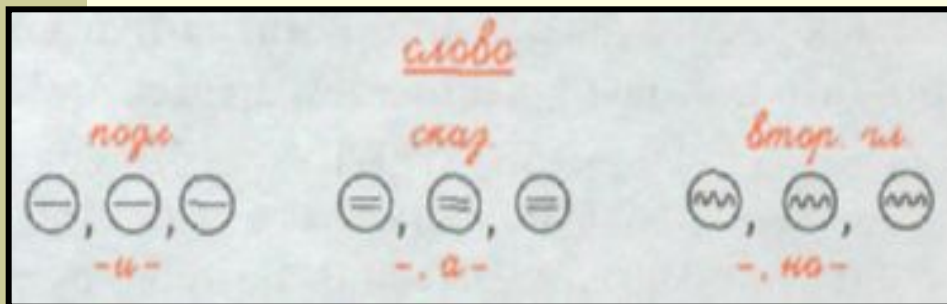 слово
подл. сказ. втор. чл.
, , , , , ,
-и- -, а- -, но-